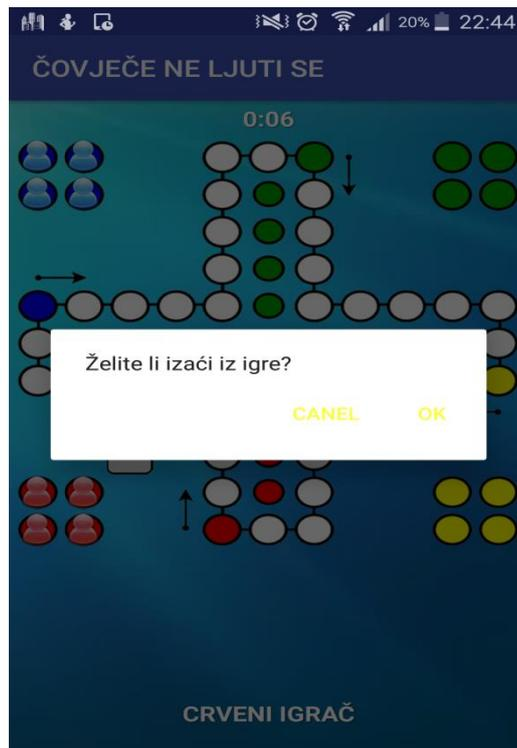 20% 22:44
ČOVJEČE NE LJUTI SE
0:06
Želite li izaći iz igre?
CANEL OK
CRVENI IGRAČ